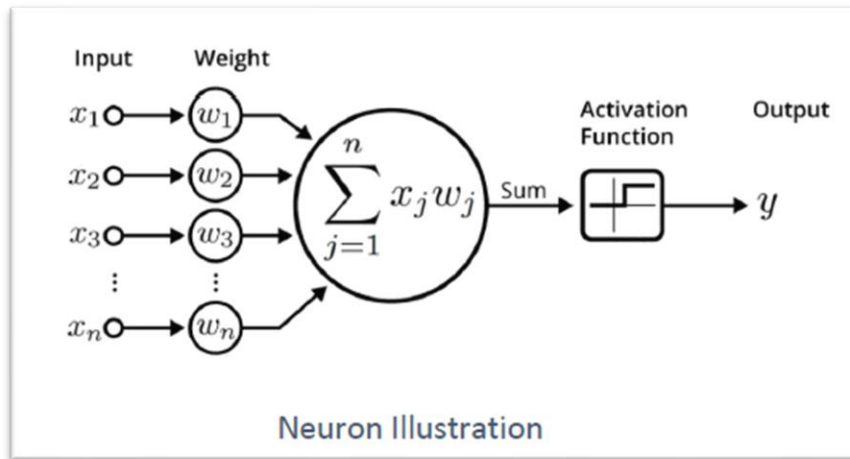 Input Weight
Activation Function
Output
x₁ w₁
x₂ w₂
x₃ w₃
⋮ ⋮
xₙ wₙ
n
∑ xⱼwⱼ
j=1
Sum
y
Neuron Illustration